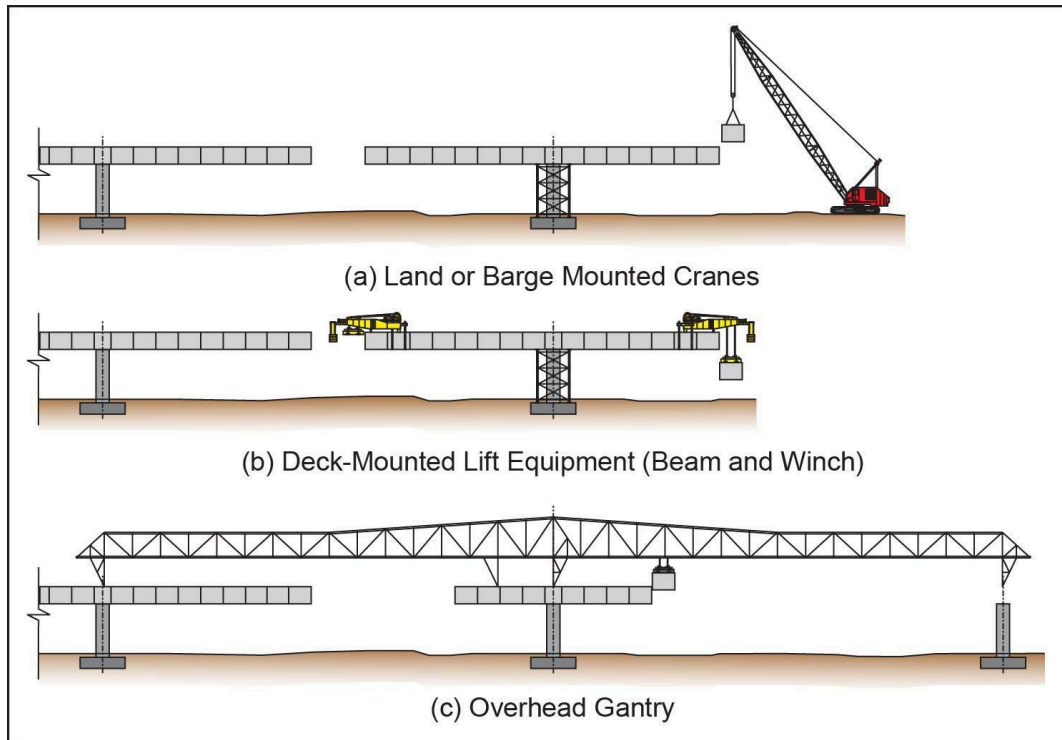 (a) Land or Barge Mounted Cranes
(b) Deck-Mounted Lift Equipment (Beam and Winch)
(c) Overhead Gantry